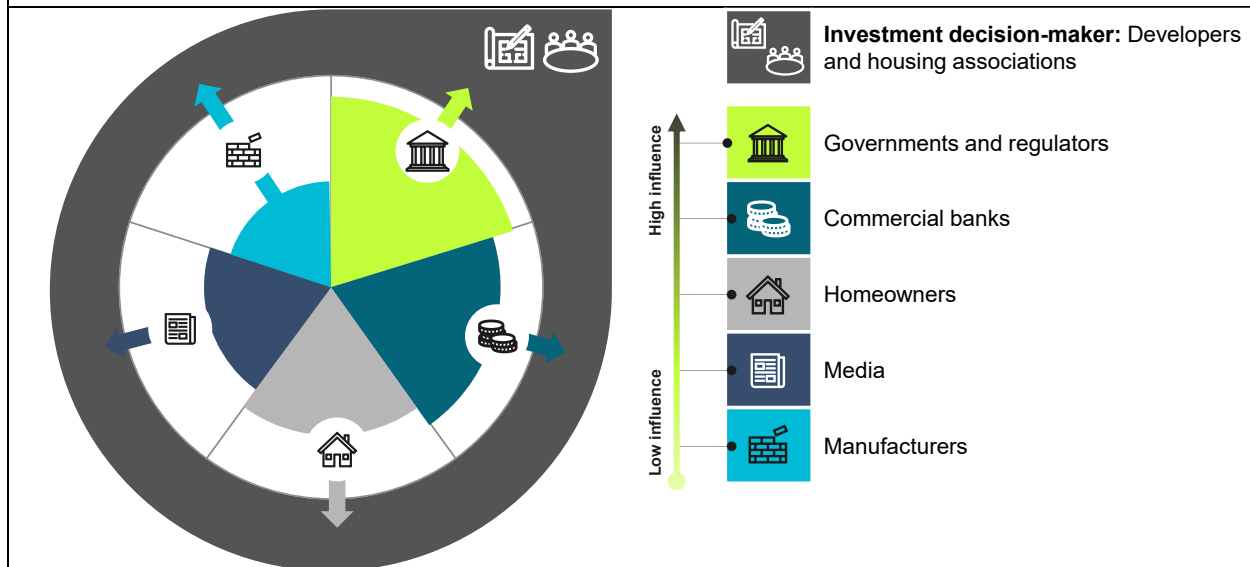 Investment decision-maker: Developers
and housing associations
High influence
Governments and regulators
Commercial banks
Homeowners
Media
Low influence
Manufacturers